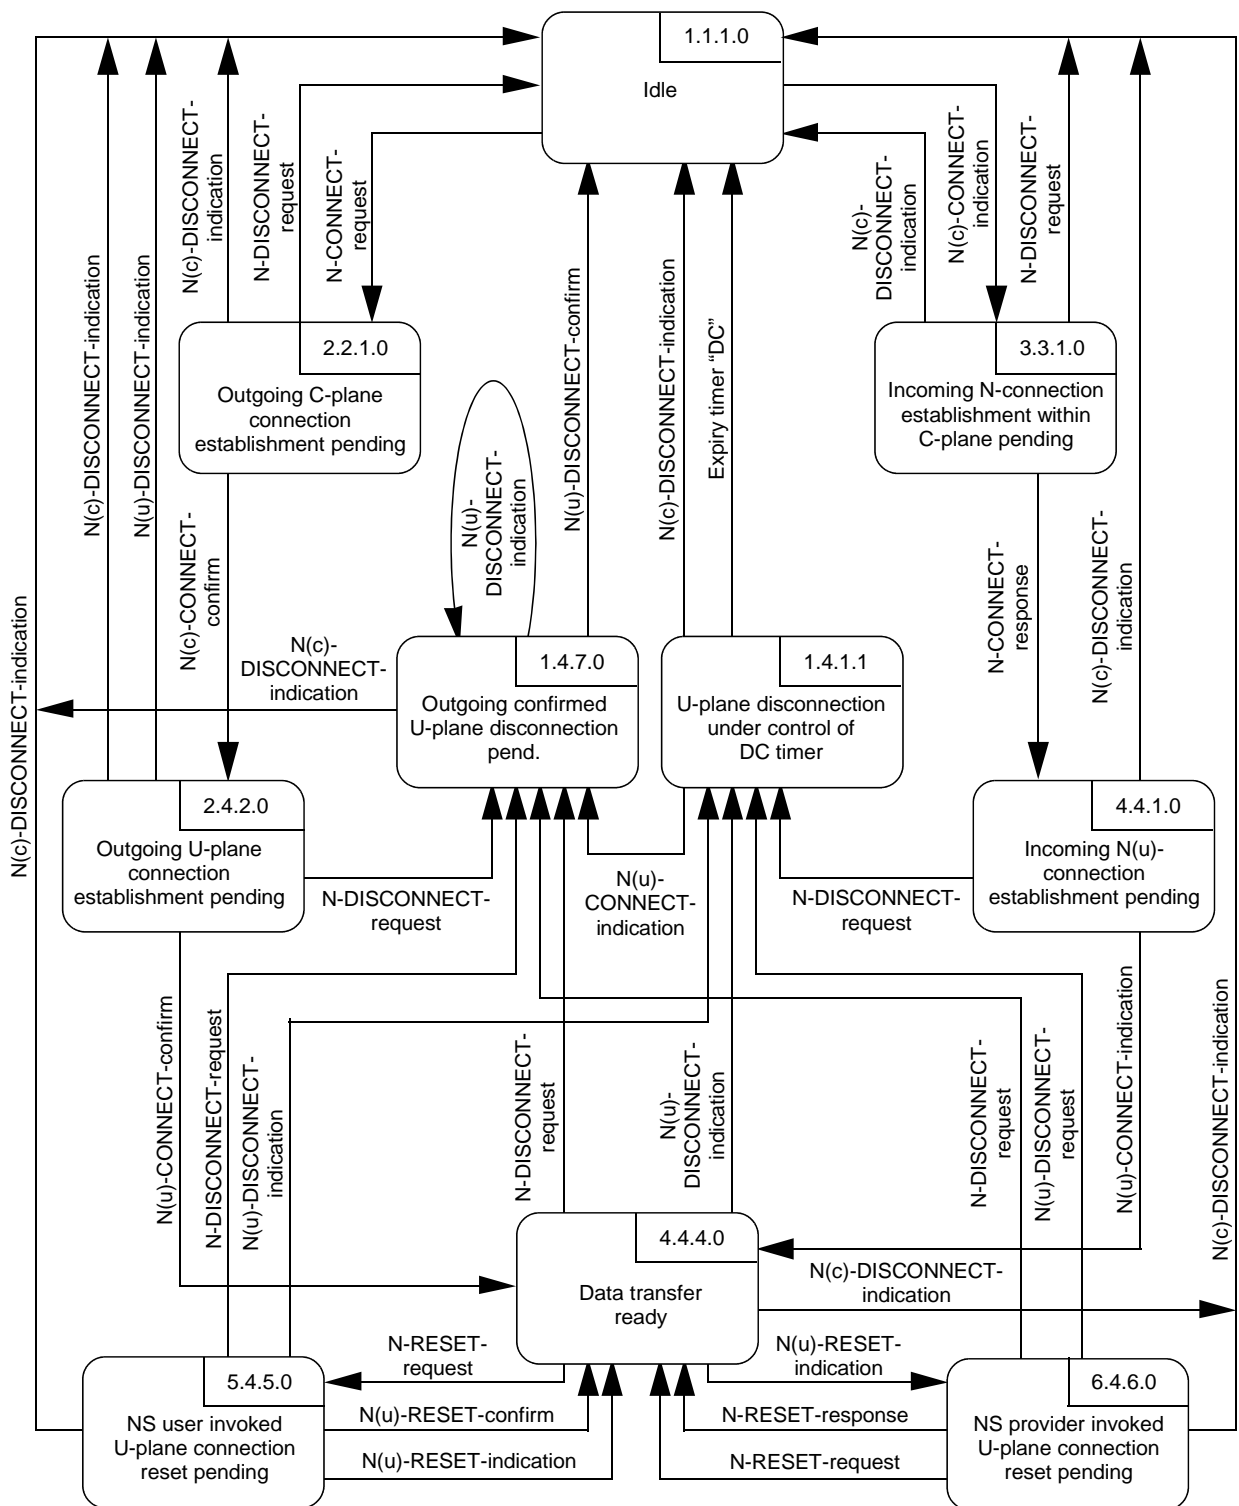 1.1.1.0
Idle
N(c)-DISCONNECT-
indication
N-DISCONNECT-
request
N-CONNECT-
request
N(c)-
DISCONNECT-
indication
N(c)-CONNECT-
indication
N-DISCONNECT-
request
N(c)-DISCONNECT-indication
N(u)-DISCONNECT-indication
2.2.1.0
Outgoing C-plane
connection
establishment pending
N(u)-
DISCONNECT-
indication
N(u)-DISCONNECT-confirm
N(c)-DISCONNECT-indication
Expiry timer “DC”
3.3.1.0
Incoming N-connection
establishment within
C-plane pending
N(c)-CONNECT-
confirm
N-CONNECT-
response
N(c)-DISCONNECT-
indication
N(c)-DISCONNECT-indication
N(c)-
DISCONNECT-
indication
1.4.7.0
Outgoing confirmed
U-plane disconnection
pend.
1.4.1.1
U-plane disconnection
under control of
DC timer
2.4.2.0
Outgoing U-plane
connection
establishment pending
4.4.1.0
Incoming N(u)-
connection
establishment pending
N-DISCONNECT-
request
N(u)-
CONNECT-
indication
N-DISCONNECT-
request
N(u)-CONNECT-confirm
N-DISCONNECT-request
N(u)-DISCONNECT-
indication
N-DISCONNECT-
request
N(u)-
DISCONNECT-
indication
N-DISCONNECT-
request
N(u)-DISCONNECT-
request
N(u)-CONNECT-indication
N(c)-DISCONNECT-indication
4.4.4.0
Data transfer
ready
N(c)-DISCONNECT-
indication
N-RESET-
request
N(u)-RESET-
indication
5.4.5.0
NS user invoked
U-plane connection
reset pending
N(u)-RESET-confirm
N(u)-RESET-indication
N-RESET-response
N-RESET-request
6.4.6.0
NS provider invoked
U-plane connection
reset pending